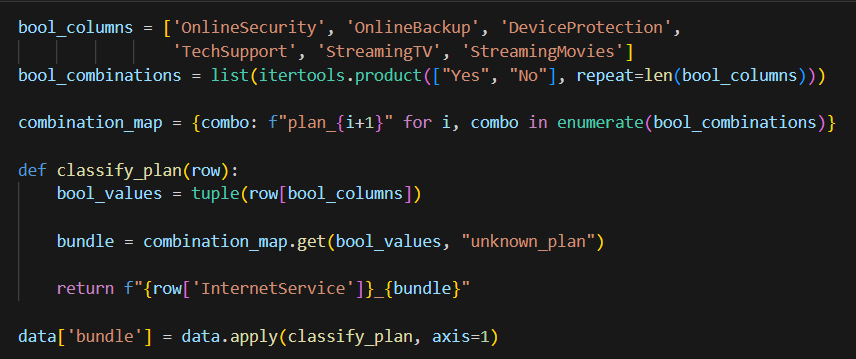 bool_columns = ['OnlineSecurity', 'OnlineBackup', 'DeviceProtection',
                'TechSupport', 'StreamingTV', 'StreamingMovies']
bool_combinations = list(itertools.product(["Yes", "No"], repeat=len(bool_columns)))

combination_map = {combo: f"plan_{i+1}" for i, combo in enumerate(bool_combinations)}

def classify_plan(row):
    bool_values = tuple(row[bool_columns])

    bundle = combination_map.get(bool_values, "unknown_plan")

    return f"{row['InternetService']}_{bundle}"

data['bundle'] = data.apply(classify_plan, axis=1)